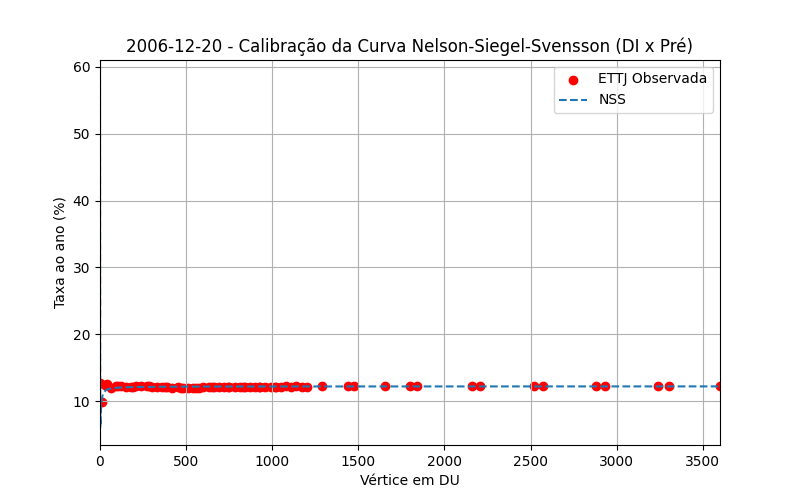 2006-12-20 - Calibração da Curva Nelson-Siegel-Svensson (DI x Pré)
60
50
40
30
20
10
Taxa ao ano (%)
ETTJ Observada
NSS
0
500
1000
1500
2000
2500
3000
3500
Vértice em DU